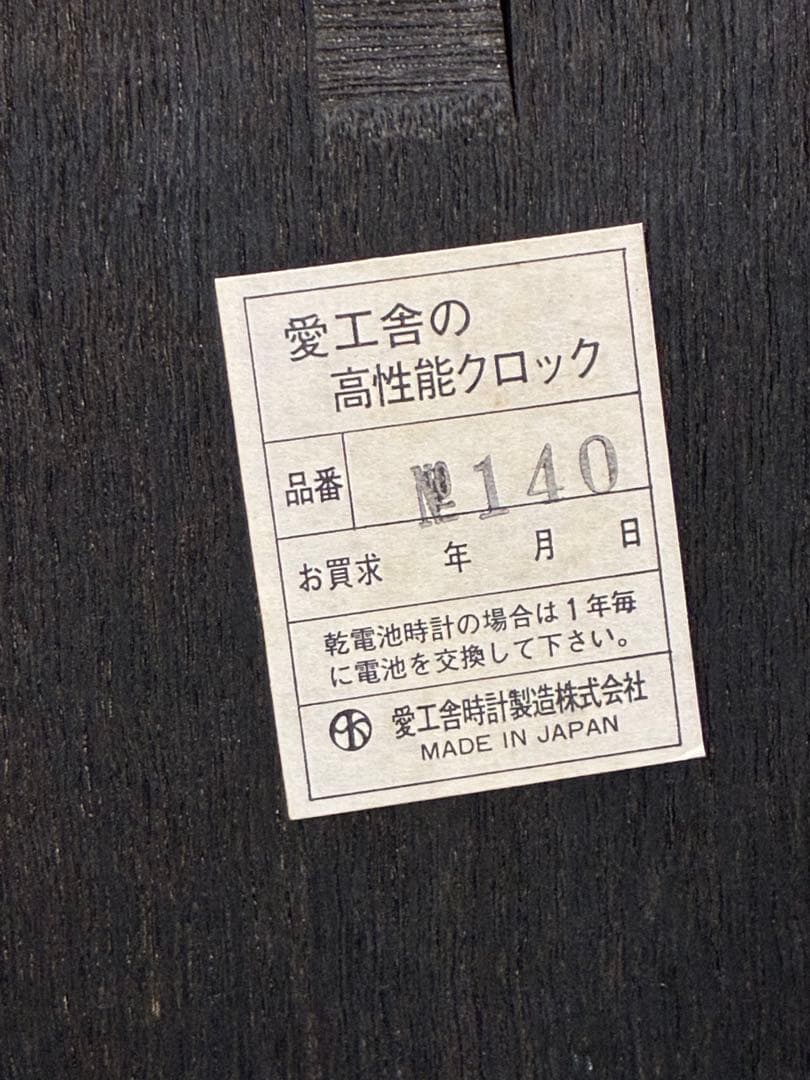 愛工舎の
高性能クロック
品番 №140
お買求 年 月 日
乾電池時計の場合は1年毎
に電池を交換して下さい。
愛工舎時計製造株式会社
MADE IN JAPAN